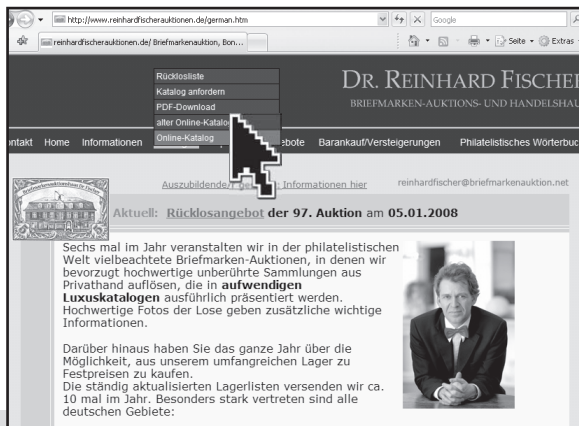 http://www.reinhardfischerauktionen.de/german.htm
Google
reinhardfischerauktionen.de/ Briefmarkenauktion, Bon...
Seite
Extras
Rücklosliste
Katalog anfordern
PDF-Download
alter Online-Katalog
Online-Katalog
DR. REINHARD FISCHER
BRIEFMARKEN-AUKTIONS- UND HANDELSHAU
ontakt Home Informationen ebote Barankauf/Versteigerungen Philatelistisches Wörterbuc
Auszubildende/r ges : Informationen hier
reinhardfischer@briefmarkenauktion.net
Aktuell: Rücklosangebot der 97. Auktion am 05.01.2008
Sechs mal im Jahr veranstalten wir in der philatelistischen
Welt vielbeachtete Briefmarken-Auktionen, in denen wir
bevorzugt hochwertige unberührte Sammlungen aus
Privathand auflösen, die in aufwendigen
Luxuskatalogen ausführlich präsentiert werden.
Hochwertige Fotos der Lose geben zusätzliche wichtige
Informationen.
Darüber hinaus haben Sie das ganze Jahr über die
Möglichkeit, aus unserem umfangreichen Lager zu
Festpreisen zu kaufen.
Die ständig aktualisierten Lagerlisten versenden wir ca.
10 mal im Jahr. Besonders stark vertreten sind alle
deutschen Gebiete: